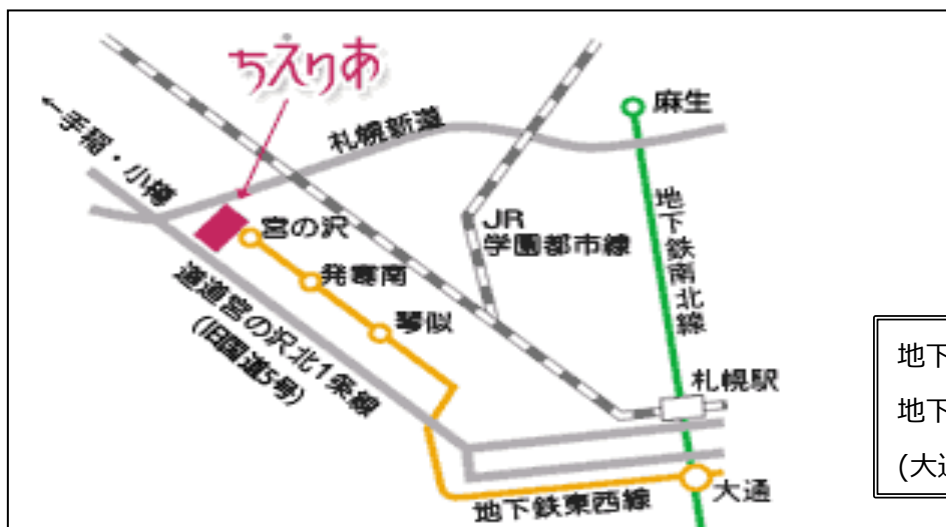 ちえりあ
←手稲・小樽
札幌新道
麻生
宮の沢
JR
学園都市線
地下鉄南北線
発寒南
琴似
道道宮の沢北1条線
(旧国道5号)
札幌駅
地下鉄東西線
大通
地下
地下
(大通